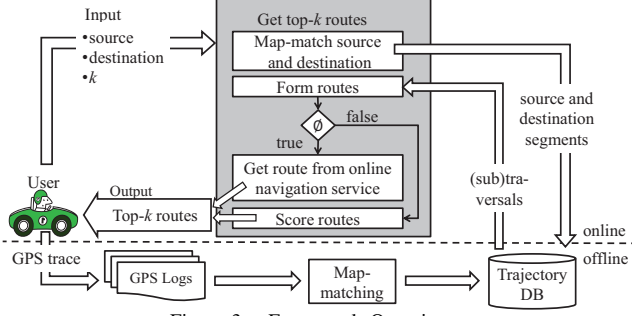 Input
•source
•destination
•k
Get top-k routes
Map-match source
and destination
Form routes
Ø
false
true
Get route from online
navigation service
Score routes
source and
destination
segments
(sub)tra-
versals
User
Output
Top-k routes
online
offline
GPS trace
GPS Logs
Map-
matching
Trajectory
DB